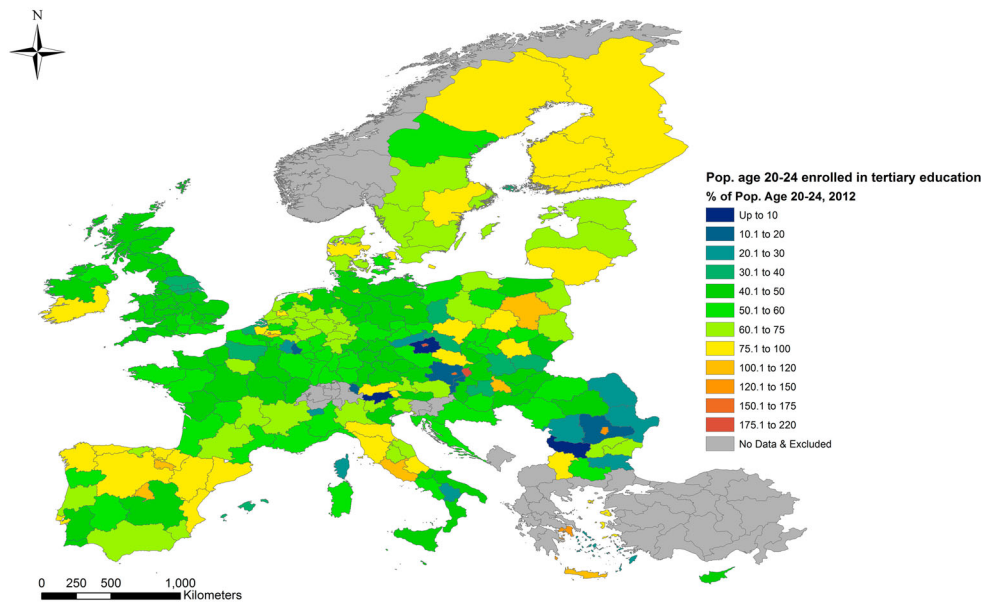 N
Pop. age 20-24 enrolled in tertiary education
% of Pop. Age 20-24, 2012
Up to 10
10.1 to 20
20.1 to 30
30.1 to 40
40.1 to 50
50.1 to 60
60.1 to 75
75.1 to 100
100.1 to 120
120.1 to 150
150.1 to 175
175.1 to 220
No Data & Excluded
0 250 500 1,000
Kilometers